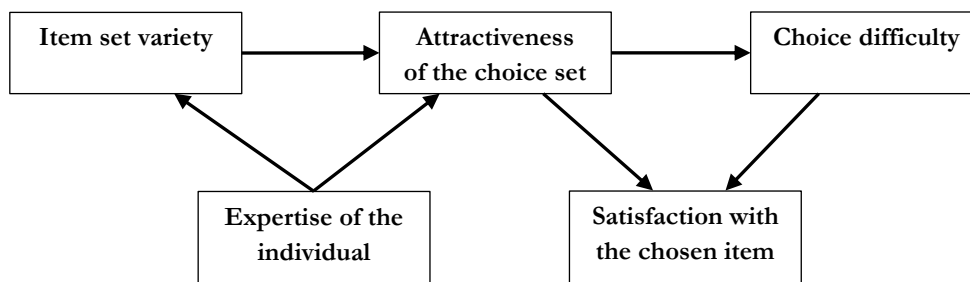 Item set variety
Attractiveness
of the choice set
Choice difficulty
Expertise of the
individual
Satisfaction with
the chosen item